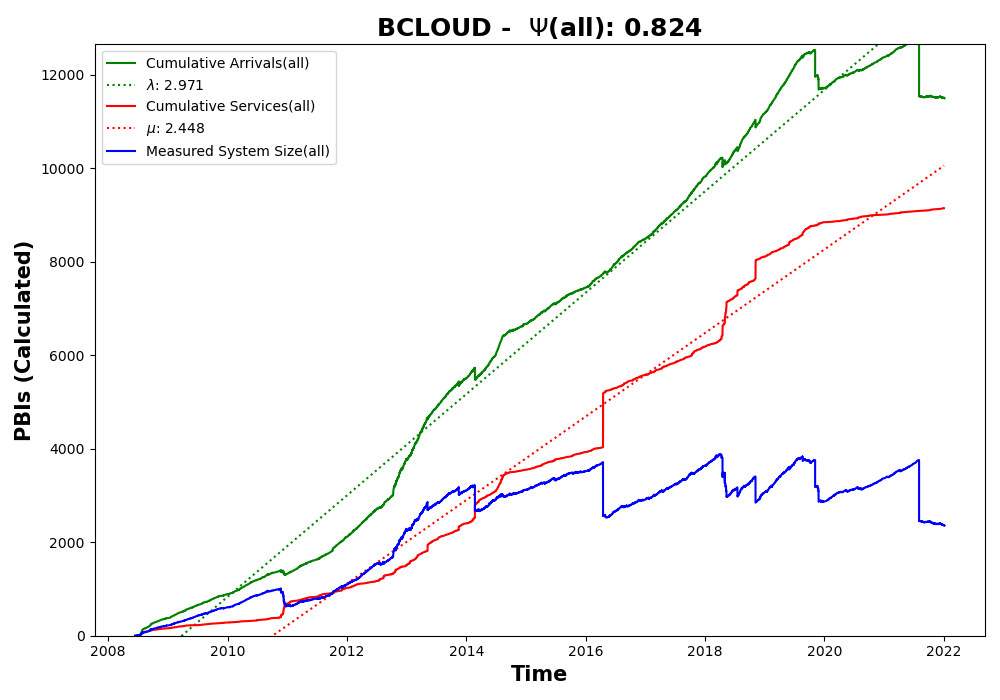 BCLOUD - Ψ(all): 0.824
Cumulative Arrivals(all)
λ: 2.971
Cumulative Services(all)
μ: 2.448
Measured System Size(all)
PBIs (Calculated)
12000
10000
8000
6000
4000
2000
0
2008 2010 2012 2014 2016 2018 2020 2022
Time